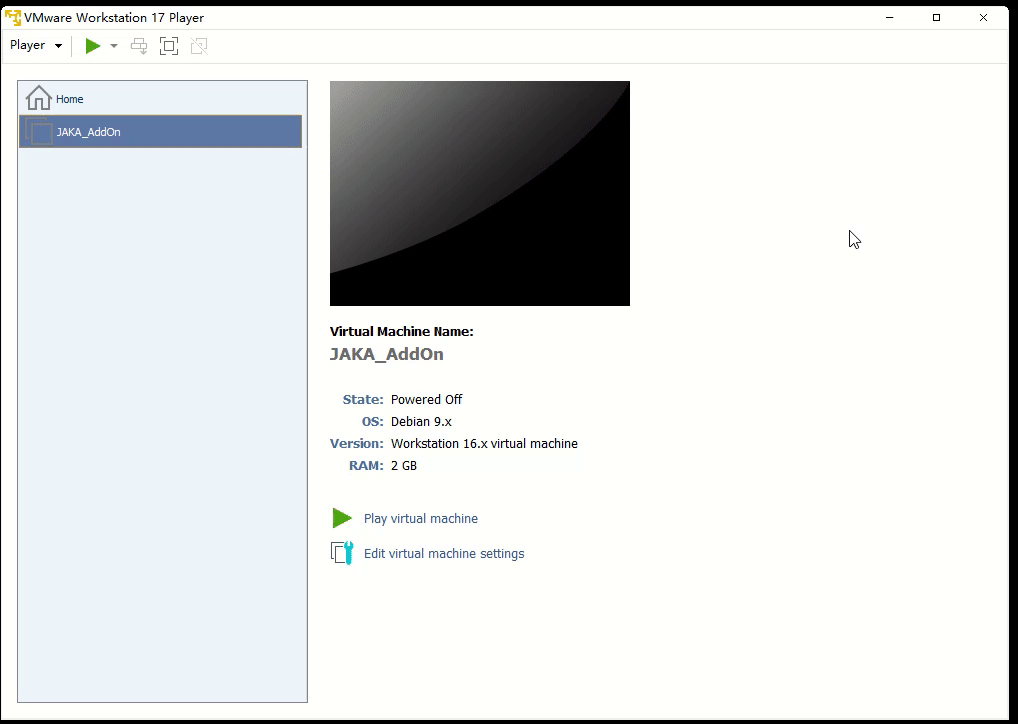 VMware Workstation 17 Player
Player
Home
JAKA_AddOn
Virtual Machine Name:
JAKA_AddOn
State: Powered Off
OS: Debian 9.x
Version: Workstation 16.x virtual machine
RAM: 2 GB
Play virtual machine
Edit virtual machine settings